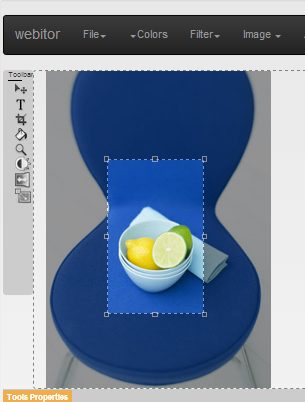 webitor File Colors Filter Image
Toolbar
T
Tools Properties